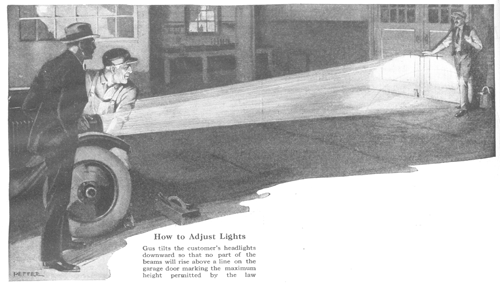 How to Adjust Lights
Gus tilts the customer's headlights
downward so that no part of the
beams will rise above a line on the
garage door marking the maximum
height permitted by the law
HEFFER